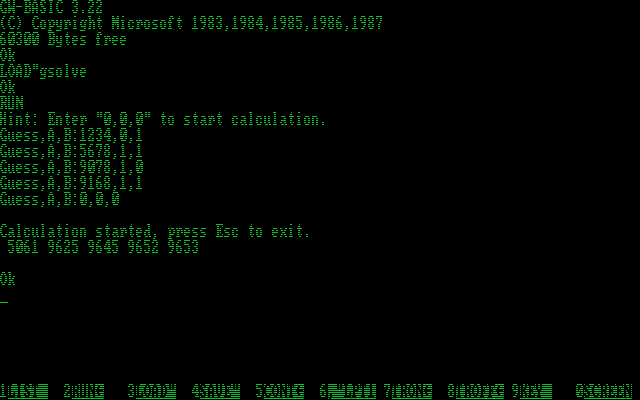 GW-BASIC 3.22
(C) Copyright Microsoft 1983,1984,1985,1986,1987
60300 Bytes free
Ok
LOAD"gsolve
Ok
RUN
Hint: Enter "0,0,0" to start calculation.
Guess,A,B:1234,0,1
Guess,A,B:5678,1,1
Guess,A,B:9078,1,0
Guess,A,B:9168,1,1
Guess,A,B:0,0,0
Calculation started, press Esc to exit.
5061 9625 9645 9652 9653
Ok
_
1LIST 2RUN← 3LOAD" 4SAVE" 5CONT← 6,"LPT1 7TRON← 8TROFF← 9KEY 0SCREEN